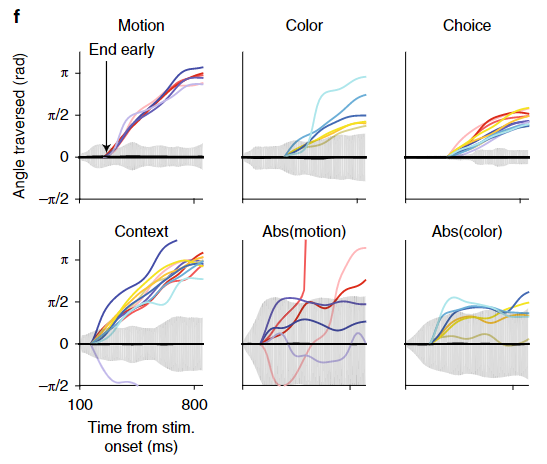 f
Motion
Color
Choice
End early
Angle traversed (rad)
π
π/2
0
−π/2
Context
Abs(motion)
Abs(color)
π
π/2
0
−π/2
100
800
Time from stim.
onset (ms)